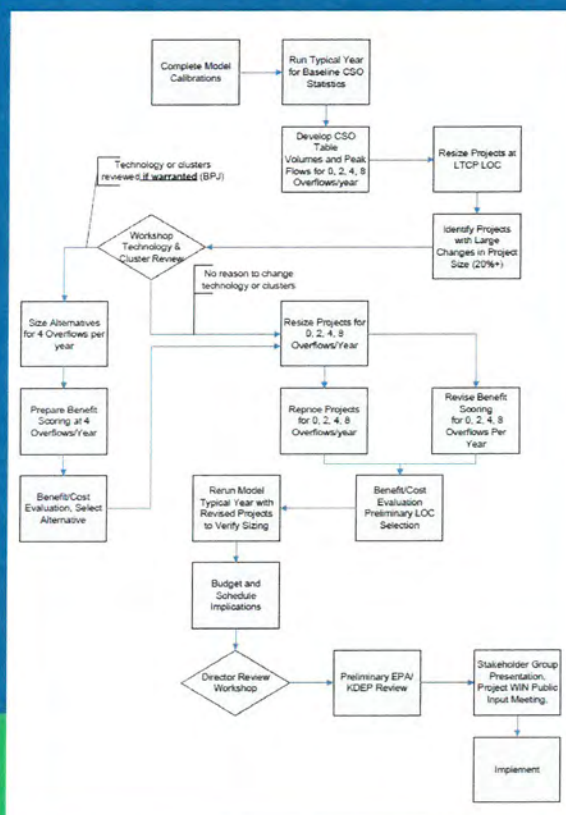 Complete Model
Calibrations
Run Typical Year
for Baseline CSO
Statistics
Develop CSO
Table
Volumes and Peak
Flows for 0, 2, 4, 8
Overflows/year
Resize Projects at
LTCP LOC
Technology or clusters
reviewed if warranted (BPJ)
Workshop
Technology &
Cluster Review
Identify Projects
with Large
Changes in Project
Size (20%+)
No reason to change
technology or clusters
Size Alternatives
for 4 Overflows per
year
Resize Projects for
0, 2, 4, 8
Overflows/Year
Prepare Benefit
Scoring at 4
Overflows/Year
Reprice Projects
for 0, 2, 4, 8
Overflows/year
Revise Benefit
Scoring
for 0, 2, 4, 8
Overflows Per
Year
Benefit/Cost
Evaluation, Select
Alternative
Rerun Model
Typical Year with
Revised Projects
to Verify Sizing
Benefit/Cost
Evaluation
Preliminary LOC
Selection
Budget and
Schedule
Implications
Director Review
Workshop
Preliminary EPA/
KDEP Review
Stakeholder Group
Presentation,
Project WIN Public
Input Meeting,
Implement